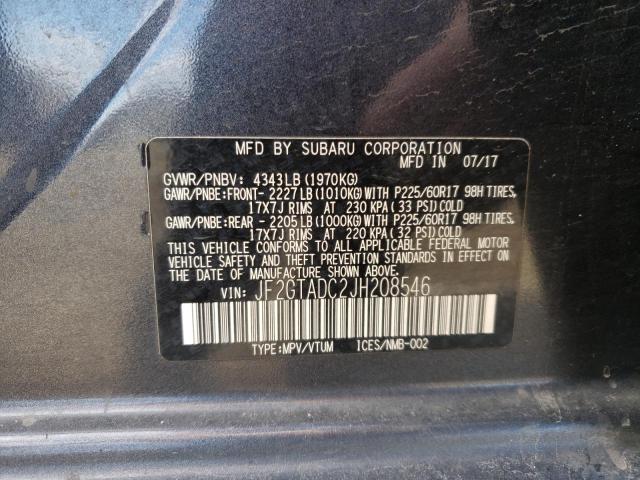 MFD BY SUBARU CORPORATION
MFD IN 07/17
GVWR/PNBV: 4343LB (1970KG)
GAWR/PNBE:FRONT- 2227LB (1010KG) WITH P225/60R17 98H TIRES,
17X7J RIMS AT 230 KPA (33 PSI) COLD
GAWR/PNBE:REAR - 2205LB (1000KG) WITH P225/60R17 98H TIRES,
17X7J RIMS AT 220 KPA (32 PSI) COLD
THIS VEHICLE CONFORMS TO ALL APPLICABLE FEDERAL MOTOR
VEHICLE SAFETY AND THEFT PREVENTION STANDARDS IN EFFECT
ON THE DATE OF MANUFACTURE SHOWN ABOVE.
VIN: JF2GTADC2JH208546
TYPE:MPV/VTUM ICES/NMB-002